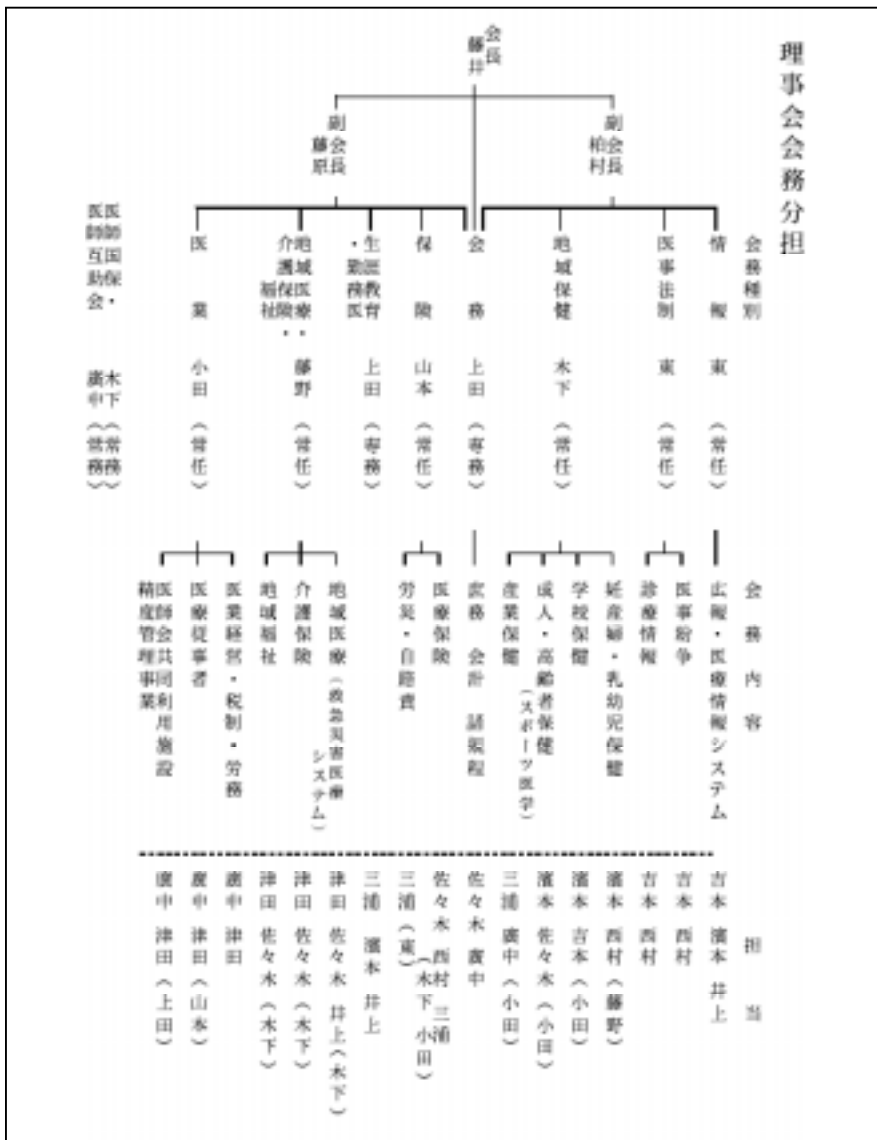 理事会会務分担
会長
藤井
副会長
柏村
副会長
藤原
会務種別
情報 東(常任)
医事法制 東(常任)
地域保健 木下(常任)
会務 上田(専務)
保険 山本(常任)
生涯教育
・勤務医 上田(専務)
地域医療・
介護保険・
福祉 藤野(常任)
医業 小田(常任)
医師国保・ 木下(常務)
医師互助会 廣中(常務)
会務内容
広報・医療情報システム
医事紛争
診療情報
妊産婦・乳幼児保健
学校保健
成人・高齢者保健
(スポーツ医学)
産業保健
庶務 会計 諸規程
医療保険
労災・自賠責
地域医療(救急災害医療
システム)
介護保険
地域福祉
医業経営・税制・労務
医療従事者
医師会共同利用施設
精度管理事業
担当
吉本 濱本 井上
吉本 西村
吉本 西村
濱本 西村(藤野)
濱本 吉本(小田)
濱本 佐々木(小田)
三浦 廣中(小田)
佐々木 廣中
佐々木 西村 三浦
(木下 小田)
三浦(東)
三浦 濱本 井上
津田 佐々木 井上(木下)
津田 佐々木(木下)
津田 佐々木(木下)
廣中 津田
廣中 津田(山本)
廣中 津田(上田)